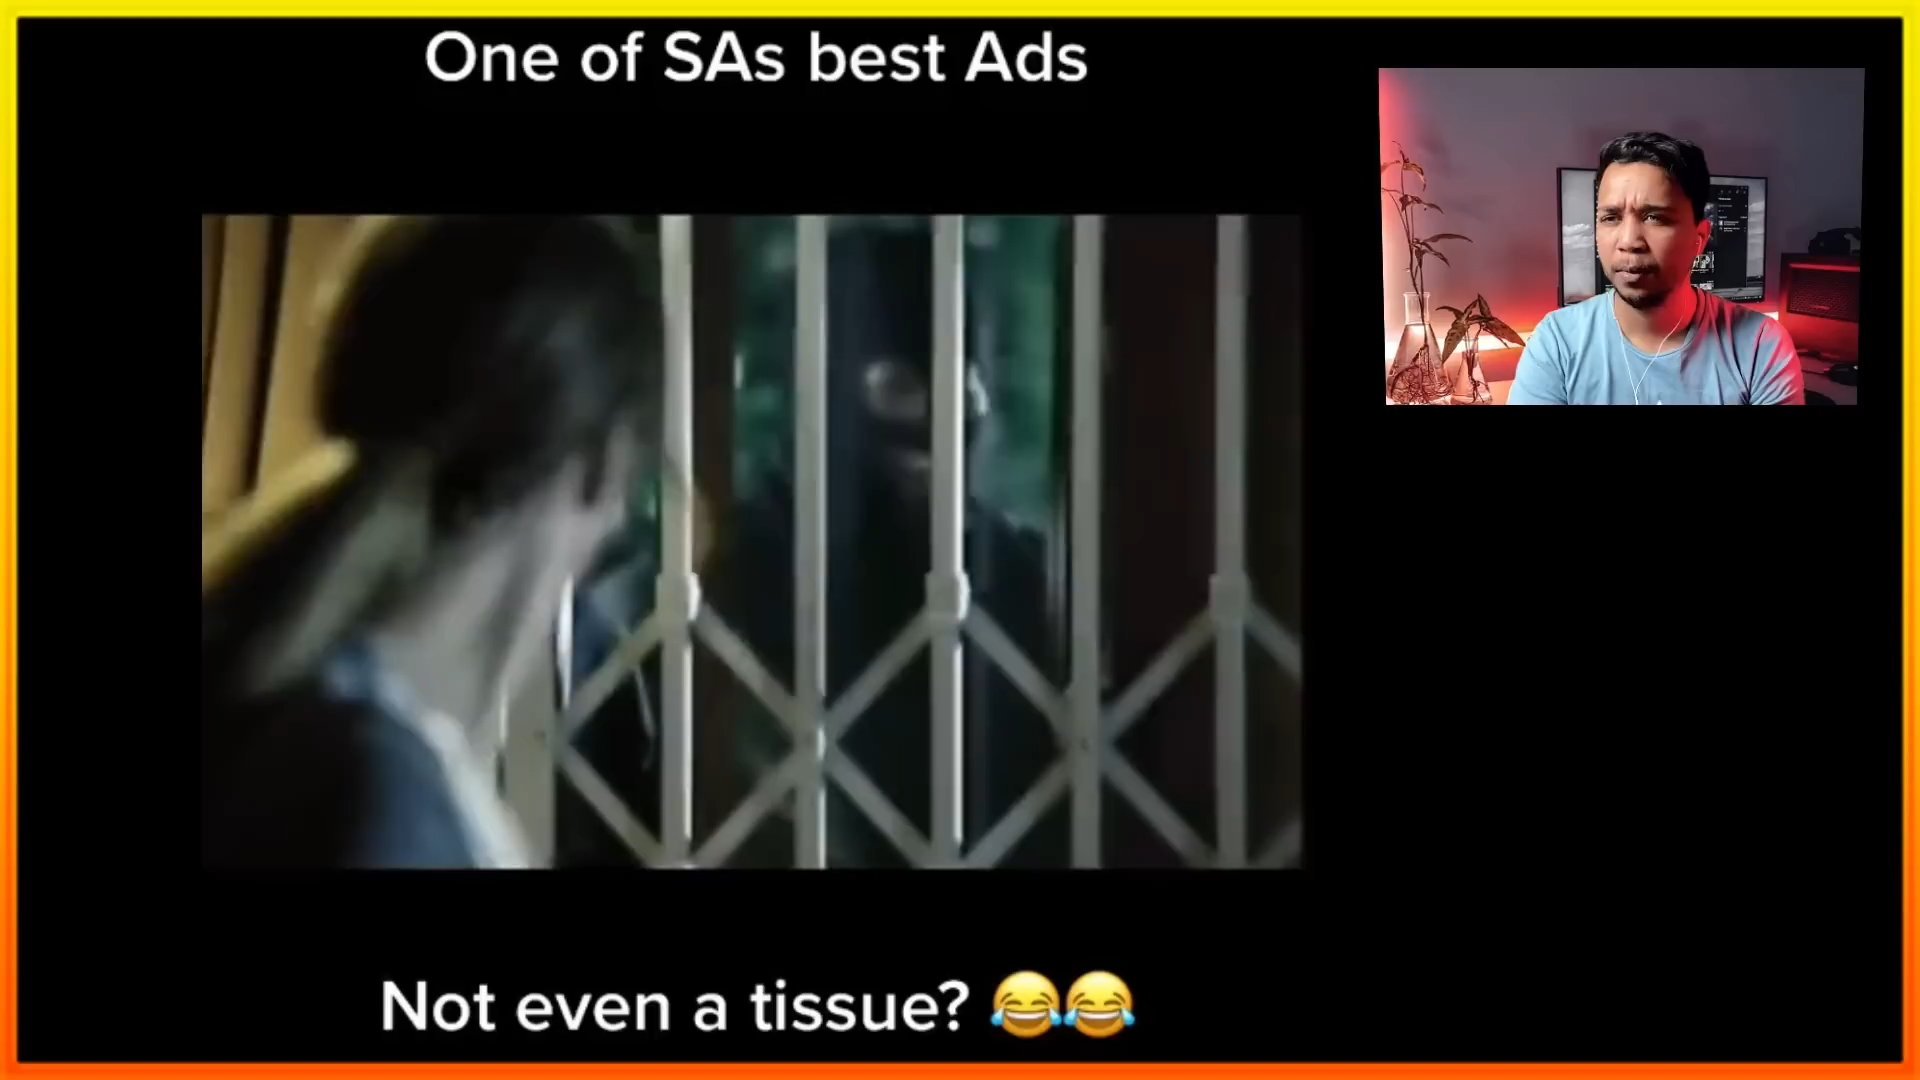 One of SAs best Ads
Not even a tissue? 😂😂